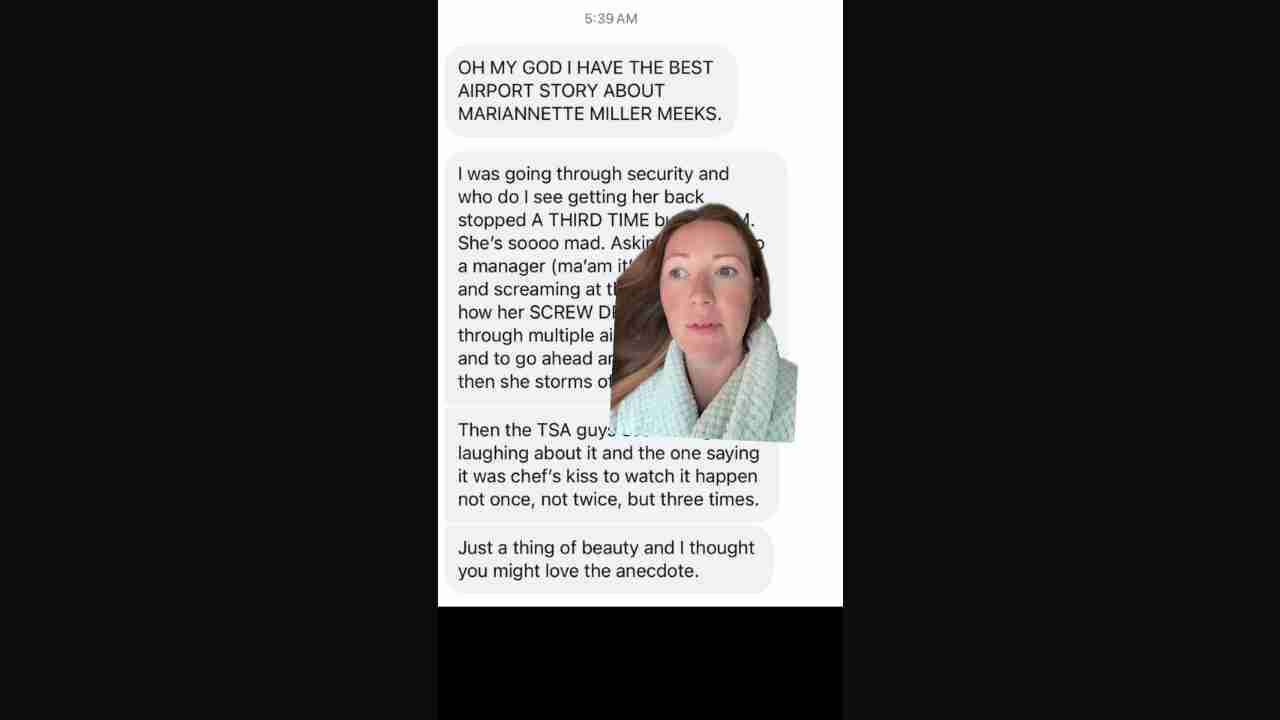 5:39 AM
OH MY GOD I HAVE THE BEST
AIRPORT STORY ABOUT
MARIANNETTE MILLER MEEKS.
I was going through security and
who do I see getting her back
stopped A THIRD TIME
She's soooo mad.
a manager (ma'am
and screaming at
how her SCREW
through multiple
and to go ahead
then she storms
Then the TSA guys
laughing about it and the one saying
it was chef's kiss to watch it happen
not once, not twice, but three times.
Just a thing of beauty and I thought
you might love the anecdote.